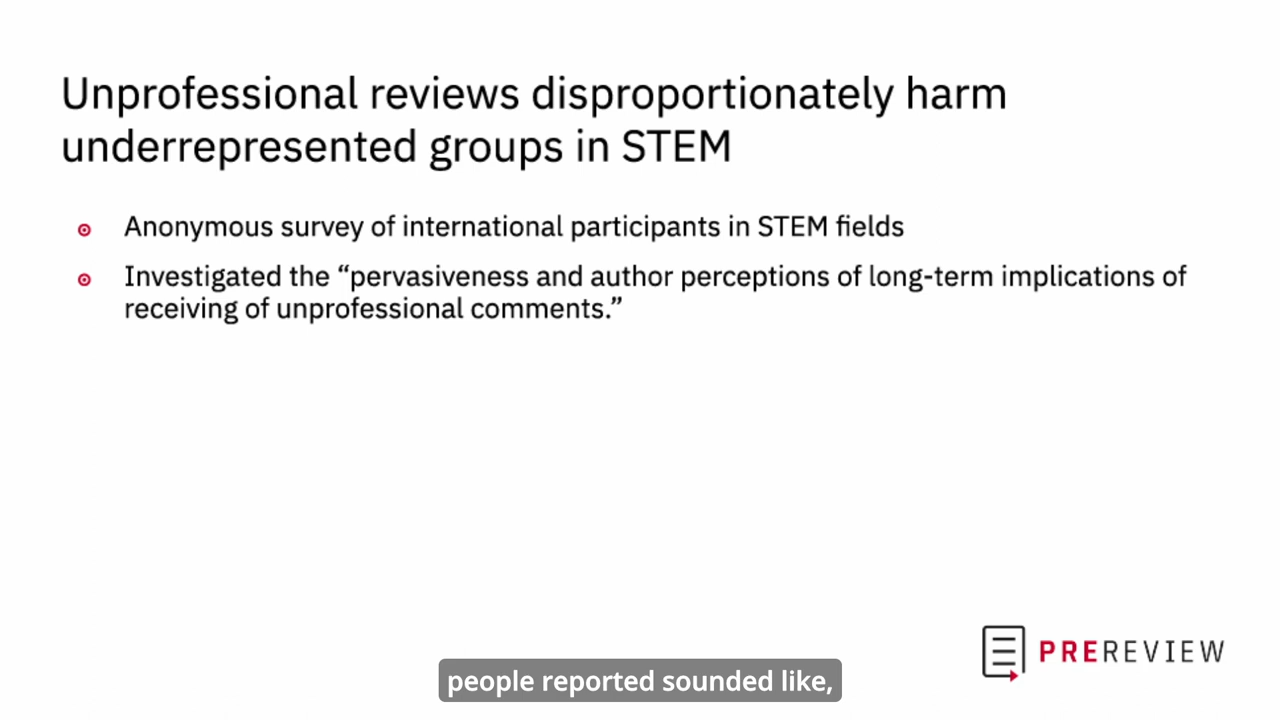 Unprofessional reviews disproportionately harm
underrepresented groups in STEM
Anonymous survey of international participants in STEM fields
Investigated the “pervasiveness and author perceptions of long-term implications of
receiving of unprofessional comments.”
PREREVIEW
people reported sounded like,